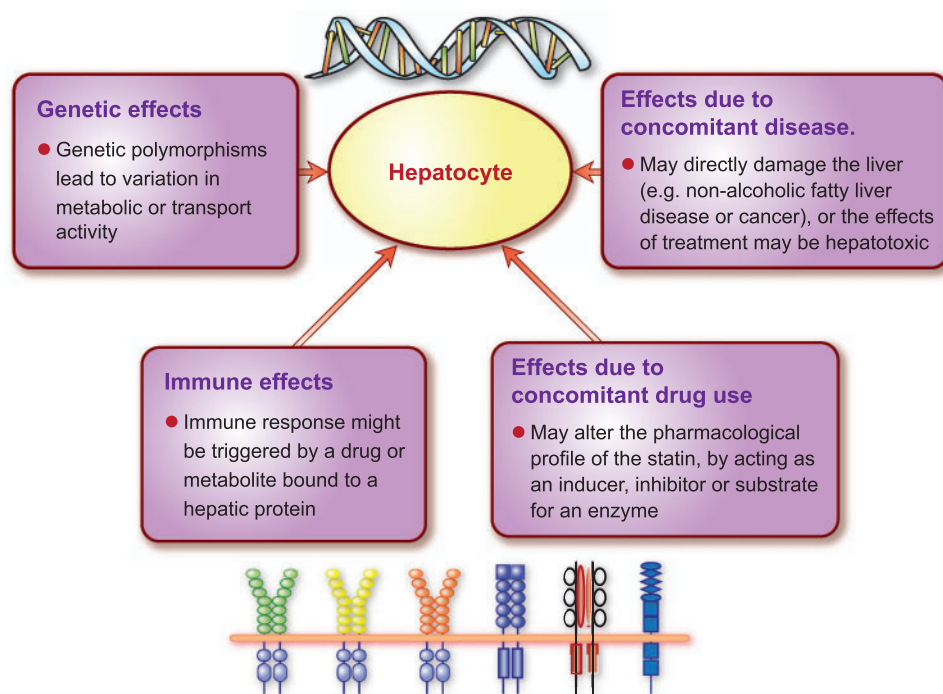 Genetic effects
● Genetic polymorphisms
lead to variation in
metabolic or transport
activity
Hepatocyte
Effects due to
concomitant disease.
● May directly damage the liver
(e.g. non-alcoholic fatty liver
disease or cancer), or the effects
of treatment may be hepatotoxic
Immune effects
● Immune response might
be triggered by a drug or
metabolite bound to a
hepatic protein
Effects due to
concomitant drug use
● May alter the pharmacological
profile of the statin, by acting as
an inducer, inhibitor or substrate
for an enzyme